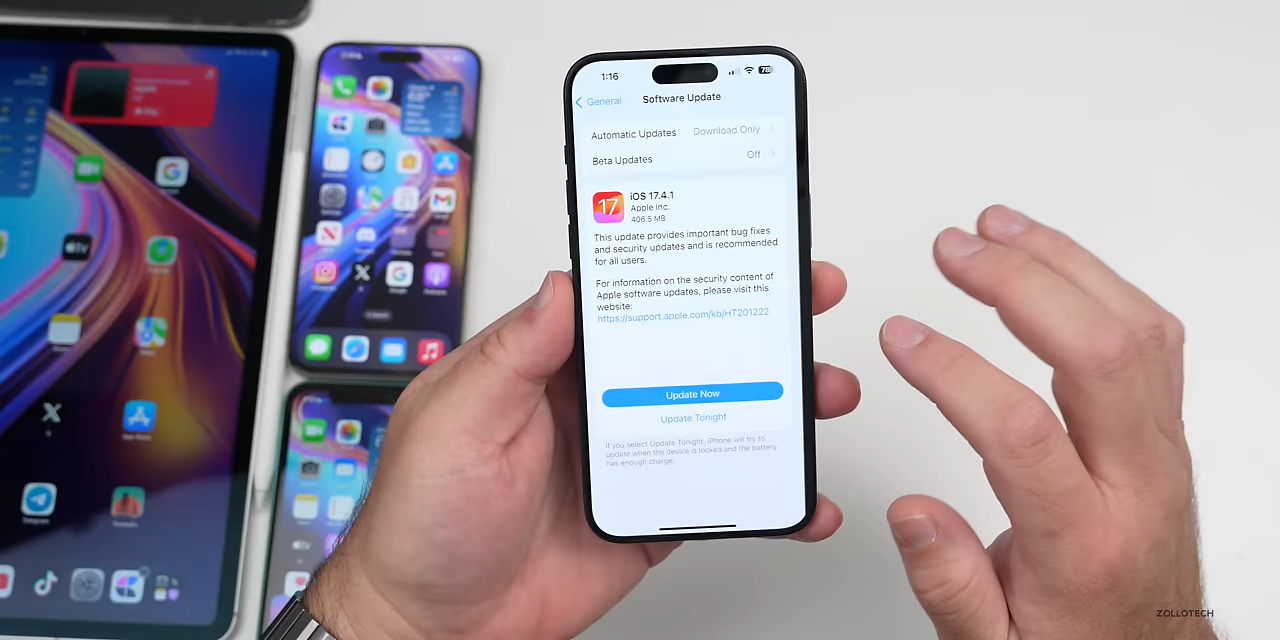 1:16
78
General
Software Update
Automatic Updates
Download Only
Beta Updates
Off
17
iOS 17.4.1
Apple Inc.
406.5 MB
This update provides important bug fixes
and security updates and is recommended
for all users.
For information on the security content of
Apple software updates, please visit this
website:
https://support.apple.com/kb/HT201222
Update Now
Update Tonight
If you select Update Tonight, iPhone will try to
update when the device is locked and the battery
has enough charge.
ZOLLOTECH